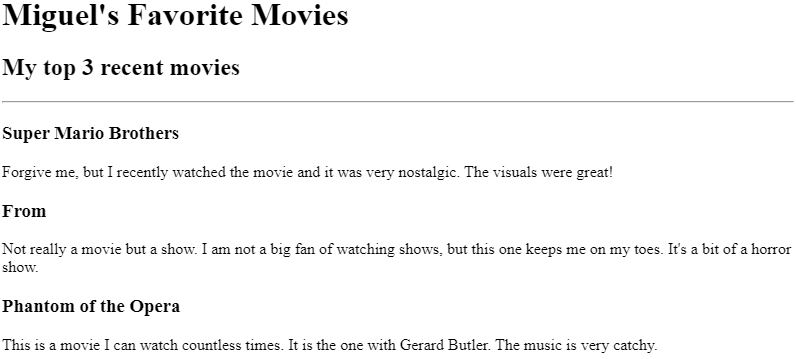 Miguel's Favorite Movies
My top 3 recent movies
Super Mario Brothers
Forgive me, but I recently watched the movie and it was very nostalgic. The visuals were great!
From
Not really a movie but a show. I am not a big fan of watching shows, but this one keeps me on my toes. It's a bit of a horror
show.
Phantom of the Opera
This is a movie I can watch countless times. It is the one with Gerard Butler. The music is very catchy.